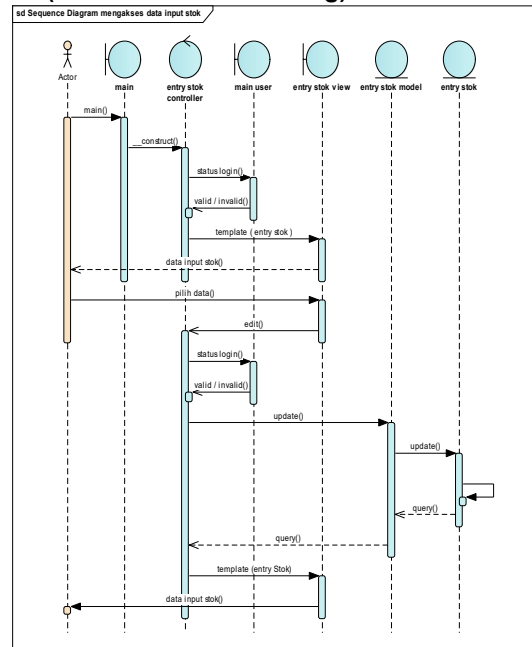 sd Sequence Diagram mengakses data input stok
Actor
main
entry stok
controller
main user
entry stok view
entry stok model
entry stok
main()
__construct()
status login()
valid / invalid()
template ( entry stok )
data input stok()
pilih data()
edit()
status login()
valid / invalid()
update()
update()
query()
query()
template (entry Stok)
data input stok()